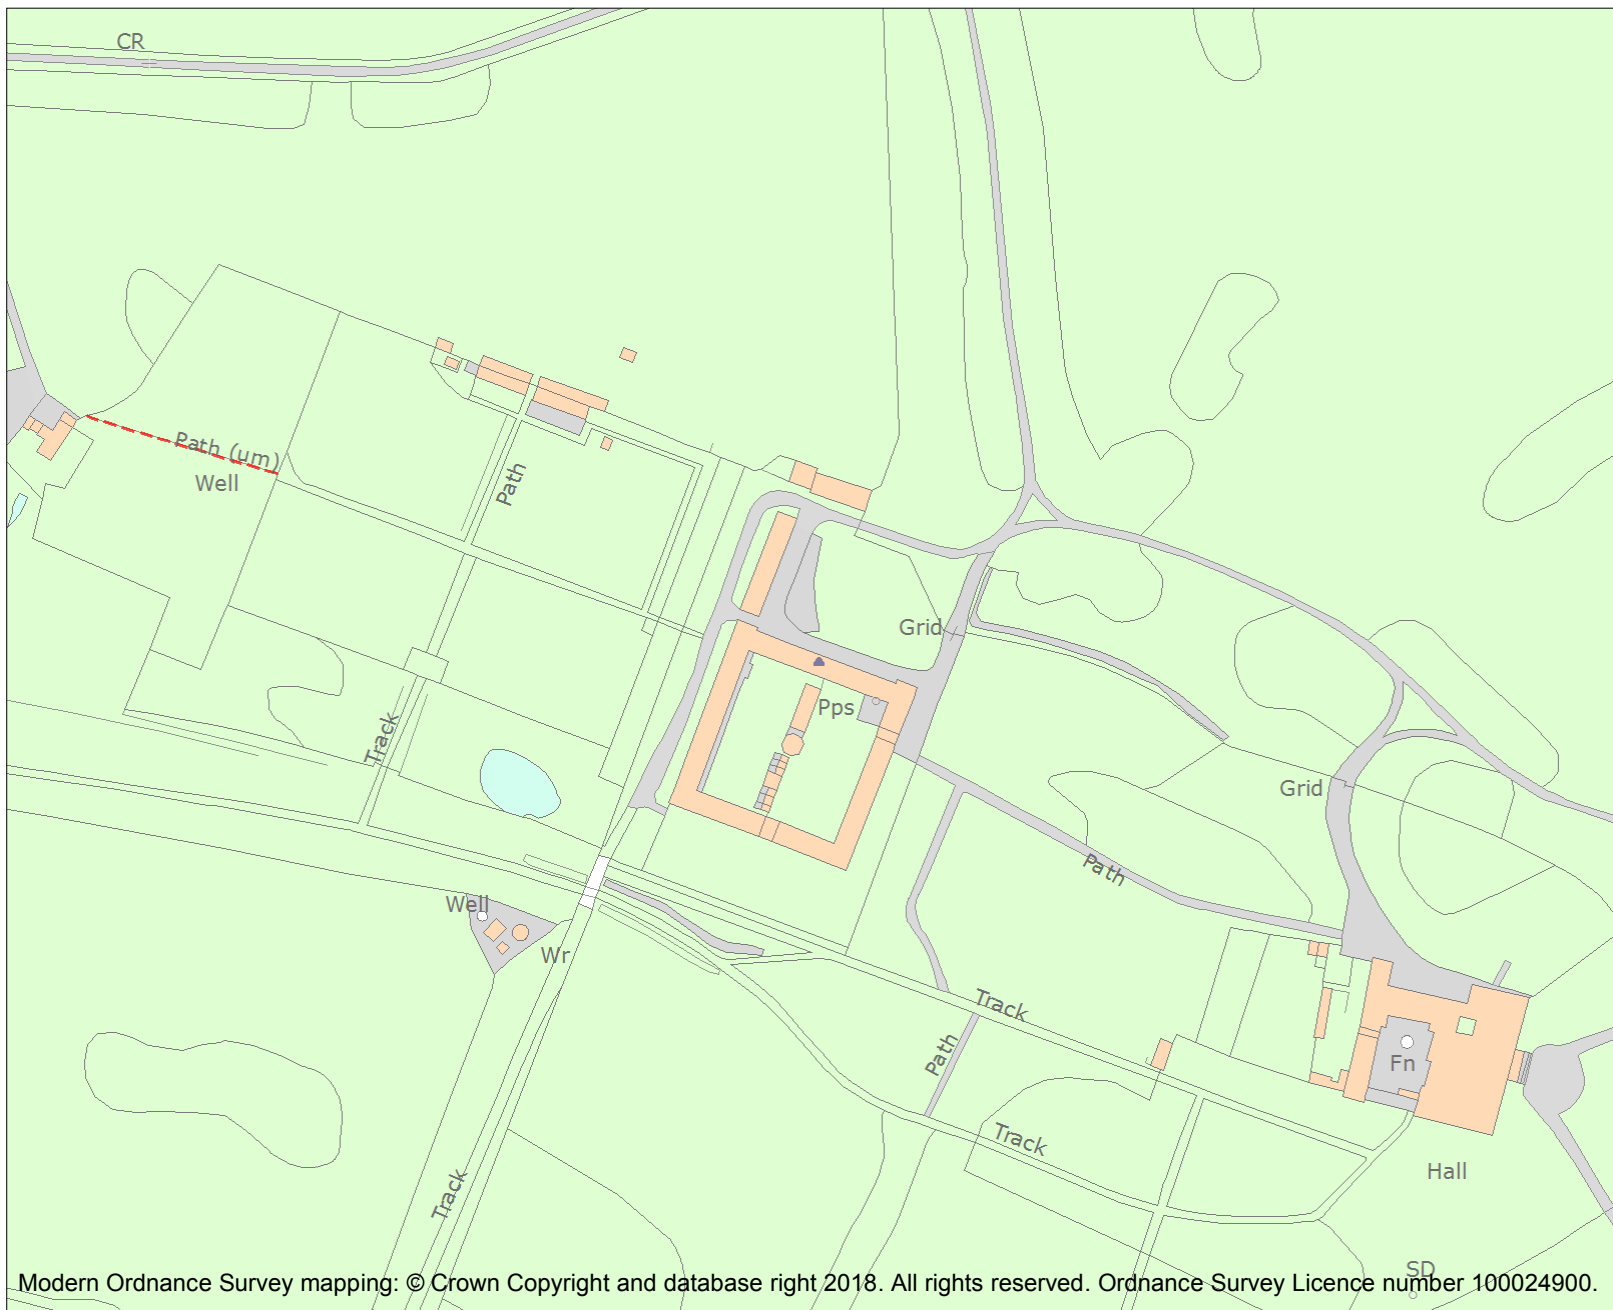 CR
Path (um)
Well
Path
Grid
Pps
Track
Grid
Path
Well
Wr
Track
Path
Fn
Track
Hall
Track
SD
Modern Ordnance Survey mapping: © Crown Copyright and database right 2018. All rights reserved. Ordnance Survey Licence number 100024900.